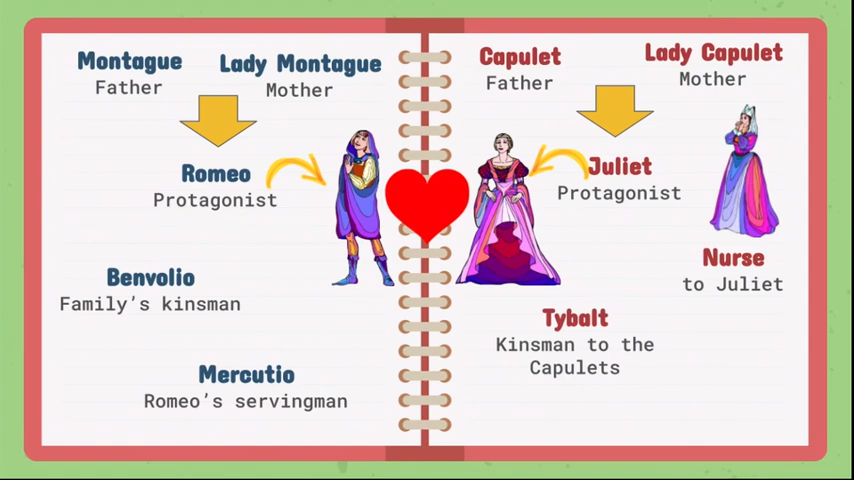 Montague
Father
Lady Montague
Mother
Romeo
Protagonist
Benvolio
Family's kinsman
Mercutio
Romeo's servingman
Capulet
Father
Lady Capulet
Mother
Juliet
Protagonist
Nurse
to Juliet
Tybalt
Kinsman to the
Capulets